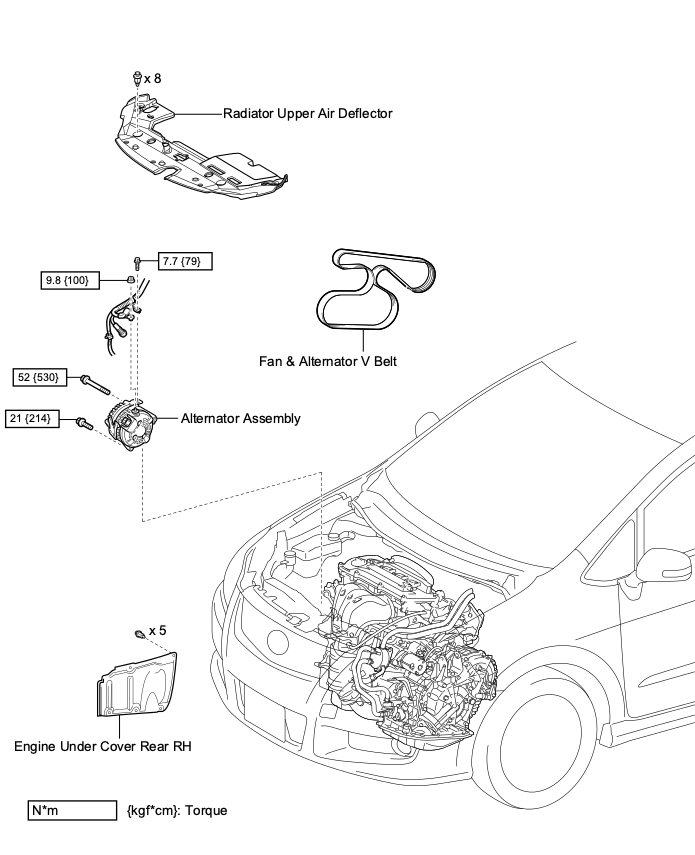 x 8
Radiator Upper Air Deflector
7.7 {79}
9.8 {100}
Fan & Alternator V Belt
52 {530}
21 {214}
Alternator Assembly
x 5
Engine Under Cover Rear RH
N*m {kgf*cm}: Torque